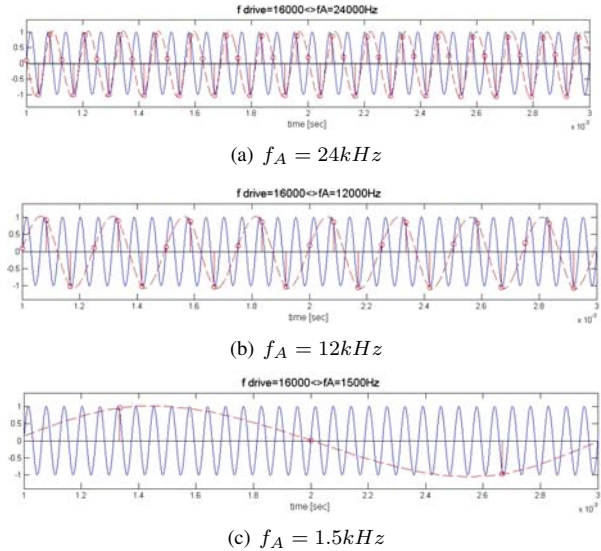 f drive=16000<>fA=24000Hz
1
0.5
0
-0.5
-1
1 1.2 1.4 1.6 1.8 2 2.2 2.4 2.6 2.8 3
time [sec]
x 10⁻³
(a) f_A = 24kHz
f drive=16000<>fA=12000Hz
1
0.5
0
-0.5
-1
1 1.2 1.4 1.6 1.8 2 2.2 2.4 2.6 2.8 3
time [sec]
x 10⁻³
(b) f_A = 12kHz
f drive=16000<>fA=1500Hz
1
0.5
0
-0.5
-1
1 1.2 1.4 1.6 1.8 2 2.2 2.4 2.6 2.8 3
time [sec]
x 10⁻³
(c) f_A = 1.5kHz